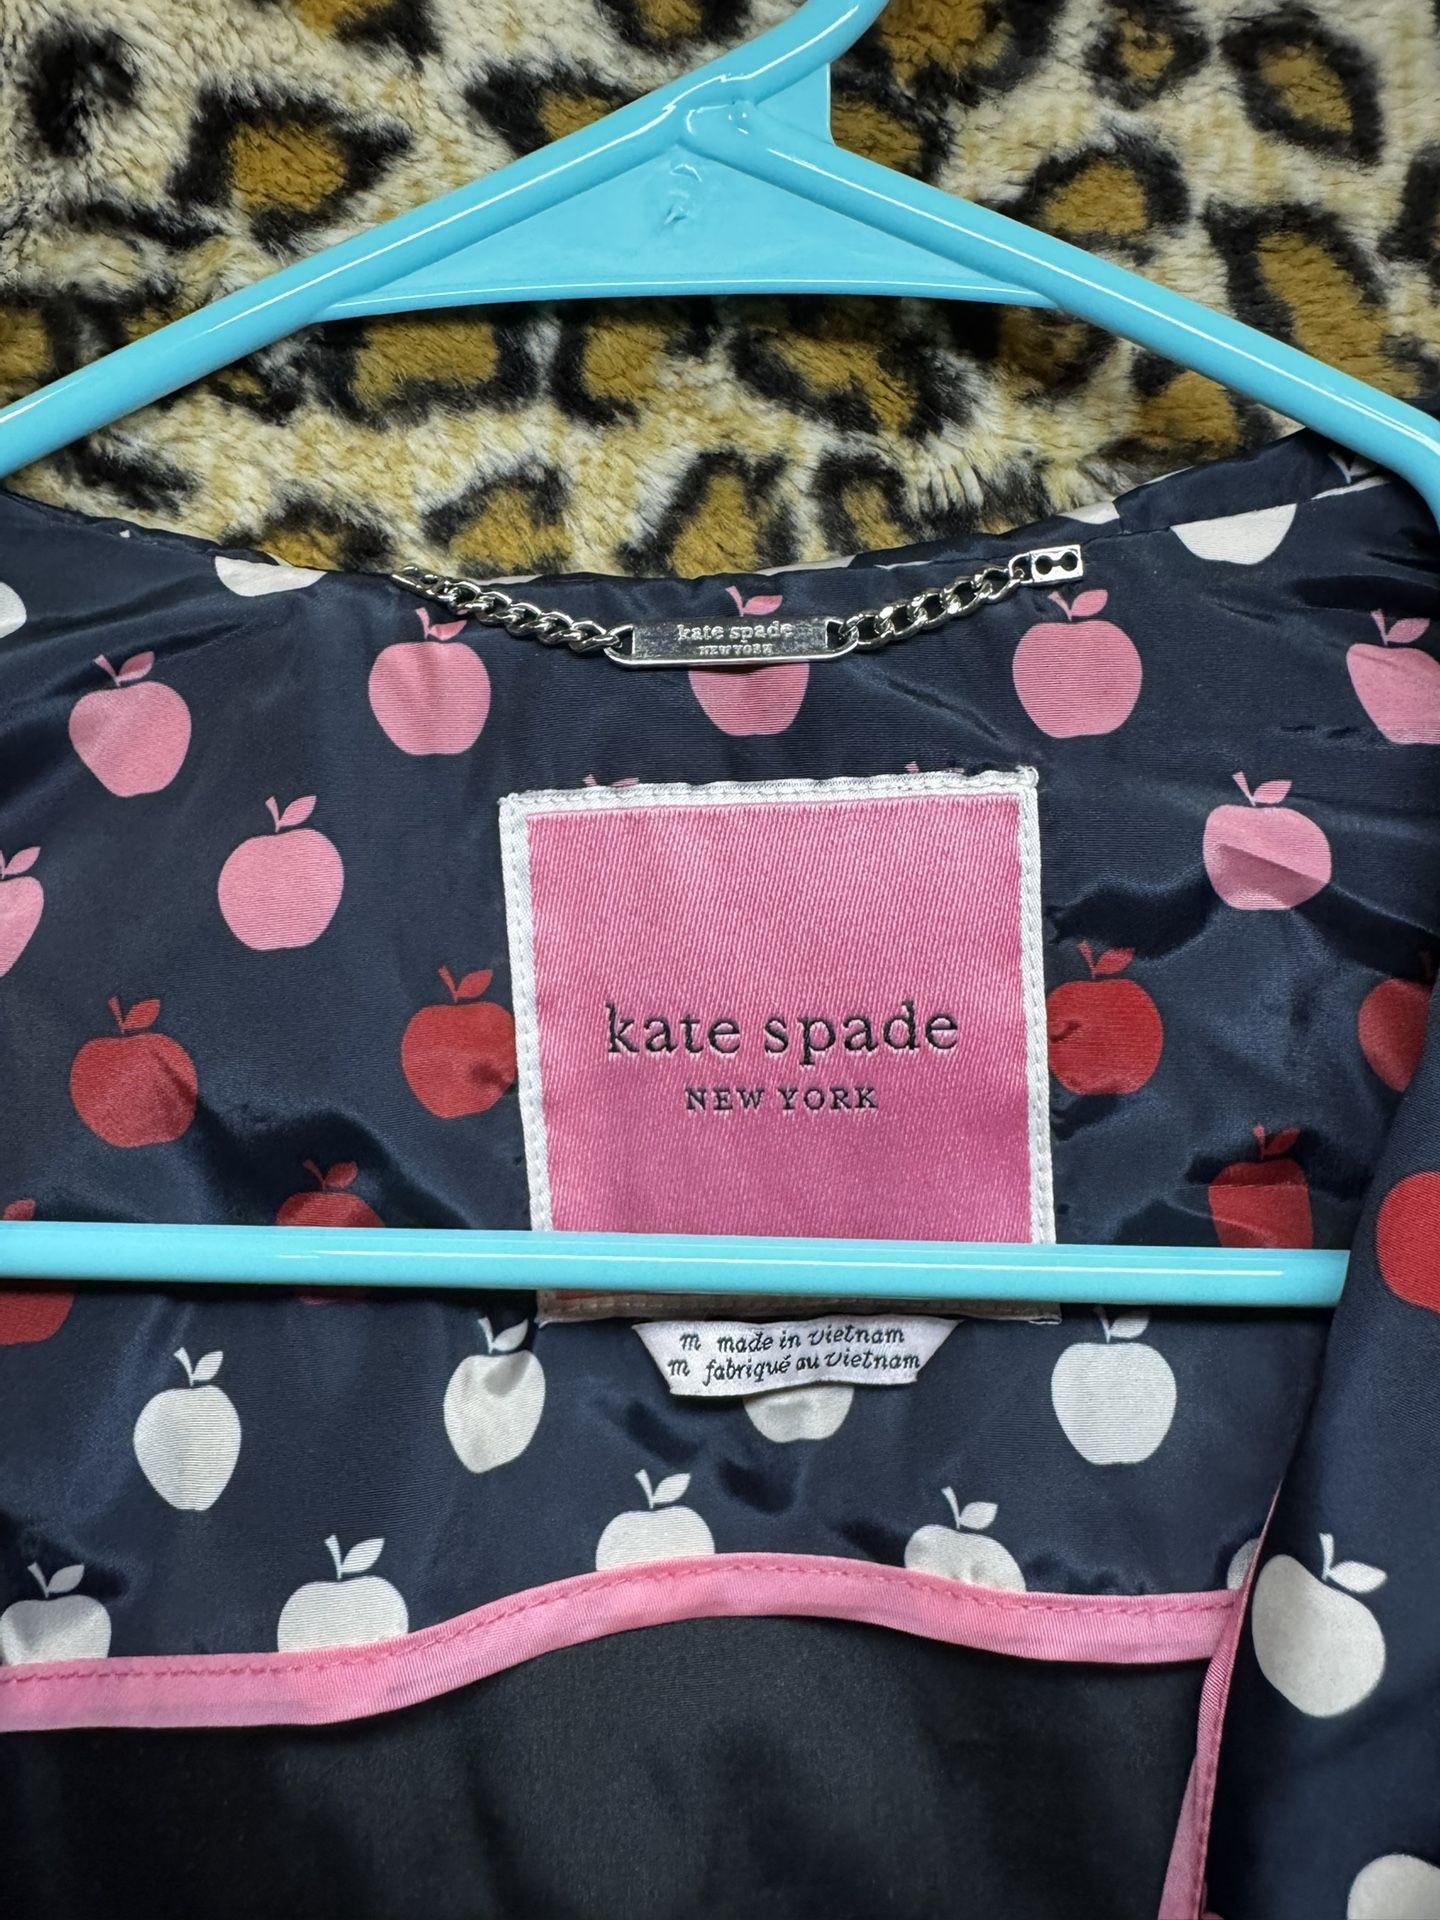 kate spade
NEW YORK
kate spade
NEW YORK
m made in vietnam
m fabriqué au vietnam